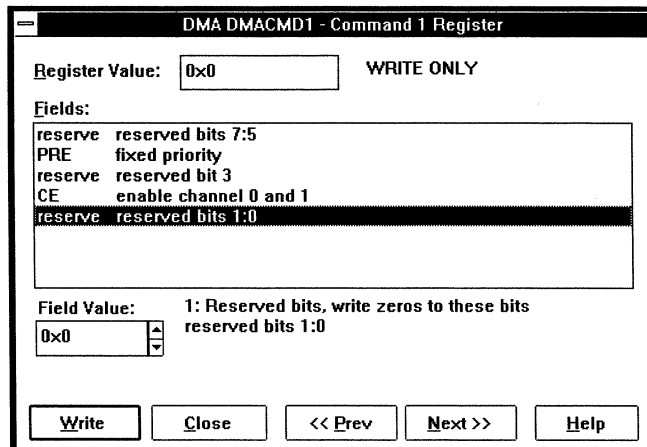 DMA DMACMD1 - Command 1 Register
Register Value: 0x0 WRITE ONLY
Fields:
reserve reserved bits 7:5
PRE fixed priority
reserve reserved bit 3
CE enable channel 0 and 1
reserve reserved bits 1:0
Field Value: 1: Reserved bits, write zeros to these bits
0x0 reserved bits 1:0
Write Close << Prev Next >> Help